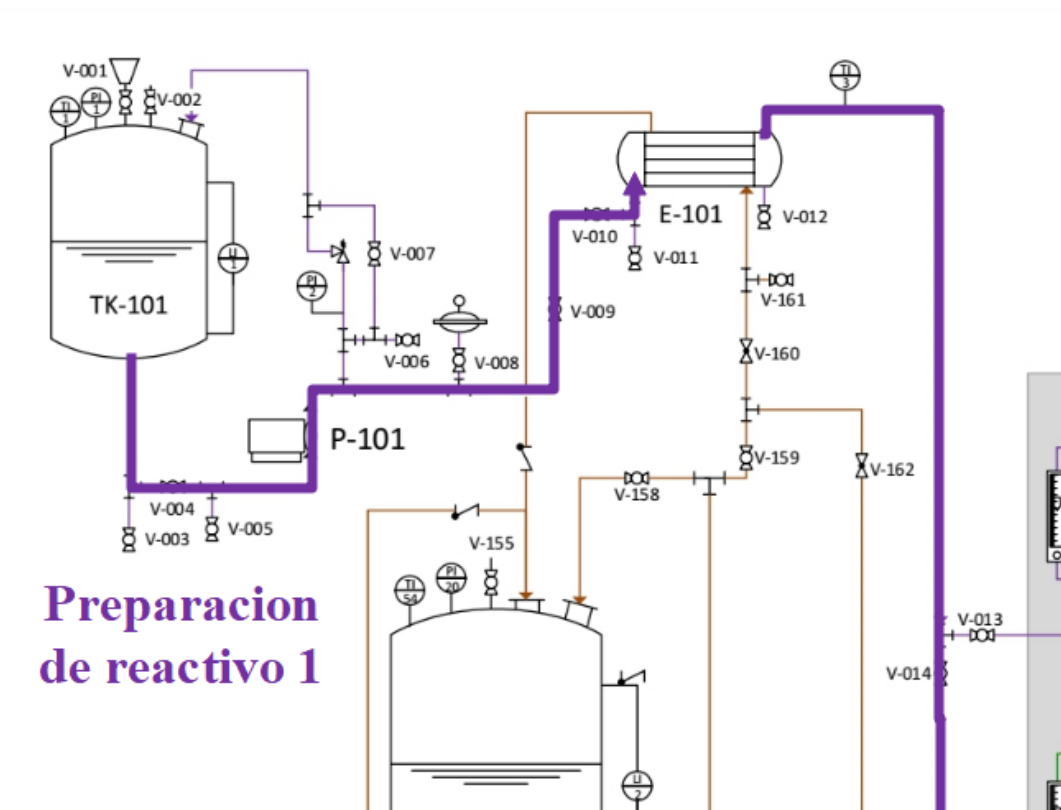 V-001
TI
1
PI
1
V-002
TI
3
E-101
V-012
V-010
V-011
V-007
LI
1
PI
2
TK-101
V-009
V-161
V-006
V-008
V-160
P-101
V-159
V-162
V-158
V-004
V-003
V-005
V-155
TI
54
PI
20
Preparacion
de reactivo 1
V-013
V-014
LI
2